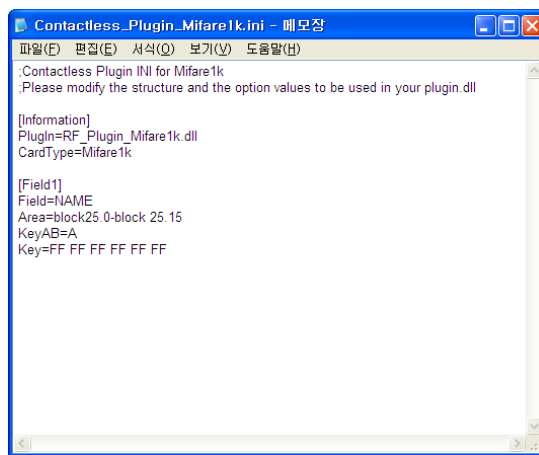 Contactless_Plugin_Mifare1k.ini - 메모장
파일(F) 편집(E) 서식(O) 보기(V) 도움말(H)
;Contactless Plugin INI for Mifare1k
;Please modify the structure and the option values to be used in your plugin.dll
[Information]
PlugIn=RF_Plugin_Mifare1k.dll
CardType=Mifare1k
[Field1]
Field=NAME
Area=block25.0-block 25.15
KeyAB=A
Key=FF FF FF FF FF FF